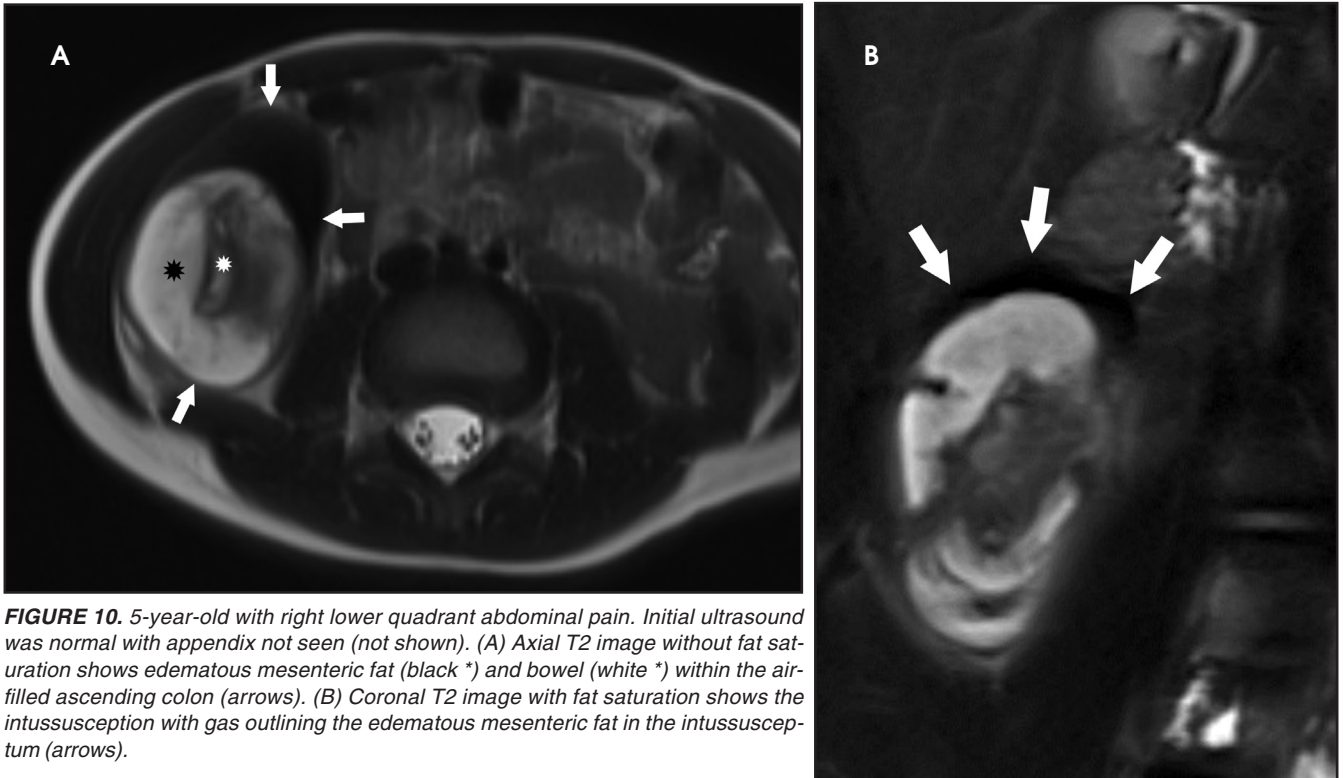 A
B
FIGURE 10. 5-year-old with right lower quadrant abdominal pain. Initial ultrasound
was normal with appendix not seen (not shown). (A) Axial T2 image without fat sat-
uration shows edematous mesenteric fat (black *) and bowel (white *) within the air-
filled ascending colon (arrows). (B) Coronal T2 image with fat saturation shows the
intussusception with gas outlining the edematous mesenteric fat in the intussuscep-
tum (arrows).